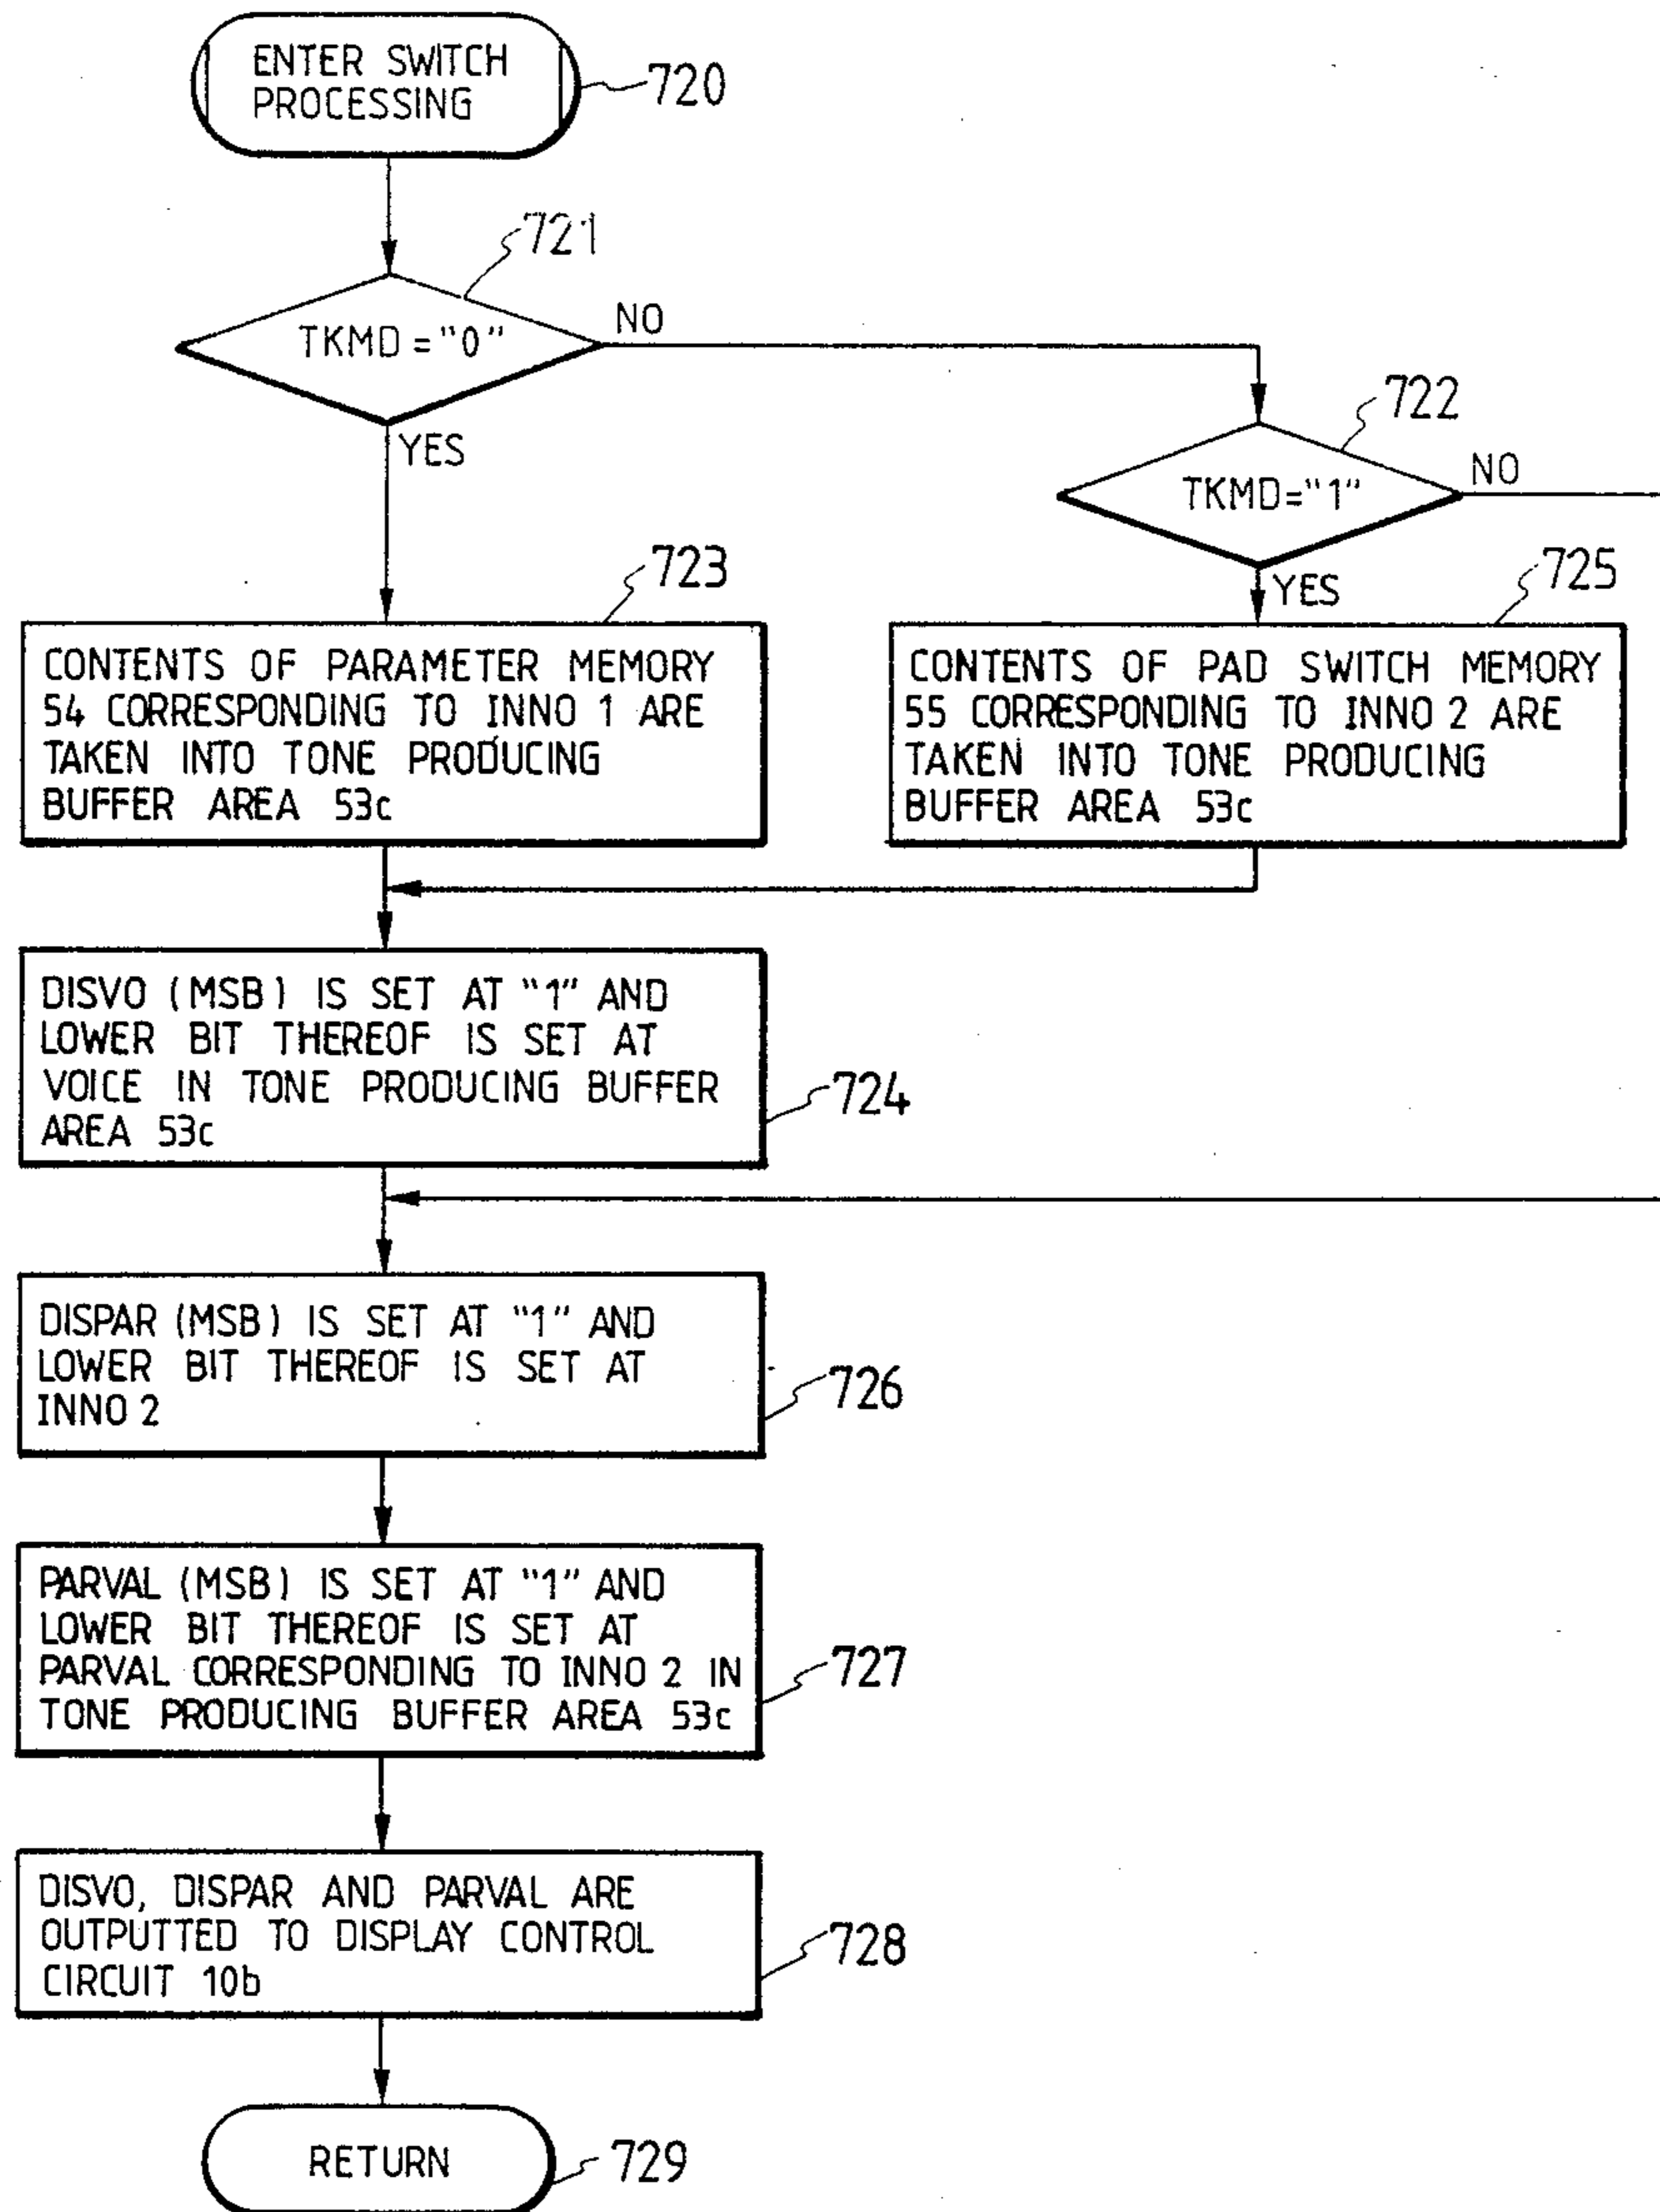 ENTER SWITCH
PROCESSING
720
721
TKMD = "0"
NO
YES
722
TKMD="1"
NO
YES
723
CONTENTS OF PARAMETER MEMORY
54 CORRESPONDING TO INNO 1 ARE
TAKEN INTO TONE PRODUCING
BUFFER AREA 53c
725
CONTENTS OF PAD SWITCH MEMORY
55 CORRESPONDING TO INNO 2 ARE
TAKEN INTO TONE PRODUCING
BUFFER AREA 53c
DISVO (MSB) IS SET AT "1" AND
LOWER BIT THEREOF IS SET AT
VOICE IN TONE PRODUCING BUFFER
AREA 53c
724
DISPAR (MSB) IS SET AT "1" AND
LOWER BIT THEREOF IS SET AT
INNO 2
726
PARVAL (MSB) IS SET AT "1" AND
LOWER BIT THEREOF IS SET AT
PARVAL CORRESPONDING TO INNO 2 IN
TONE PRODUCING BUFFER AREA 53c
727
DISVO, DISPAR AND PARVAL ARE
OUTPUTTED TO DISPLAY CONTROL
CIRCUIT 10b
728
RETURN
729